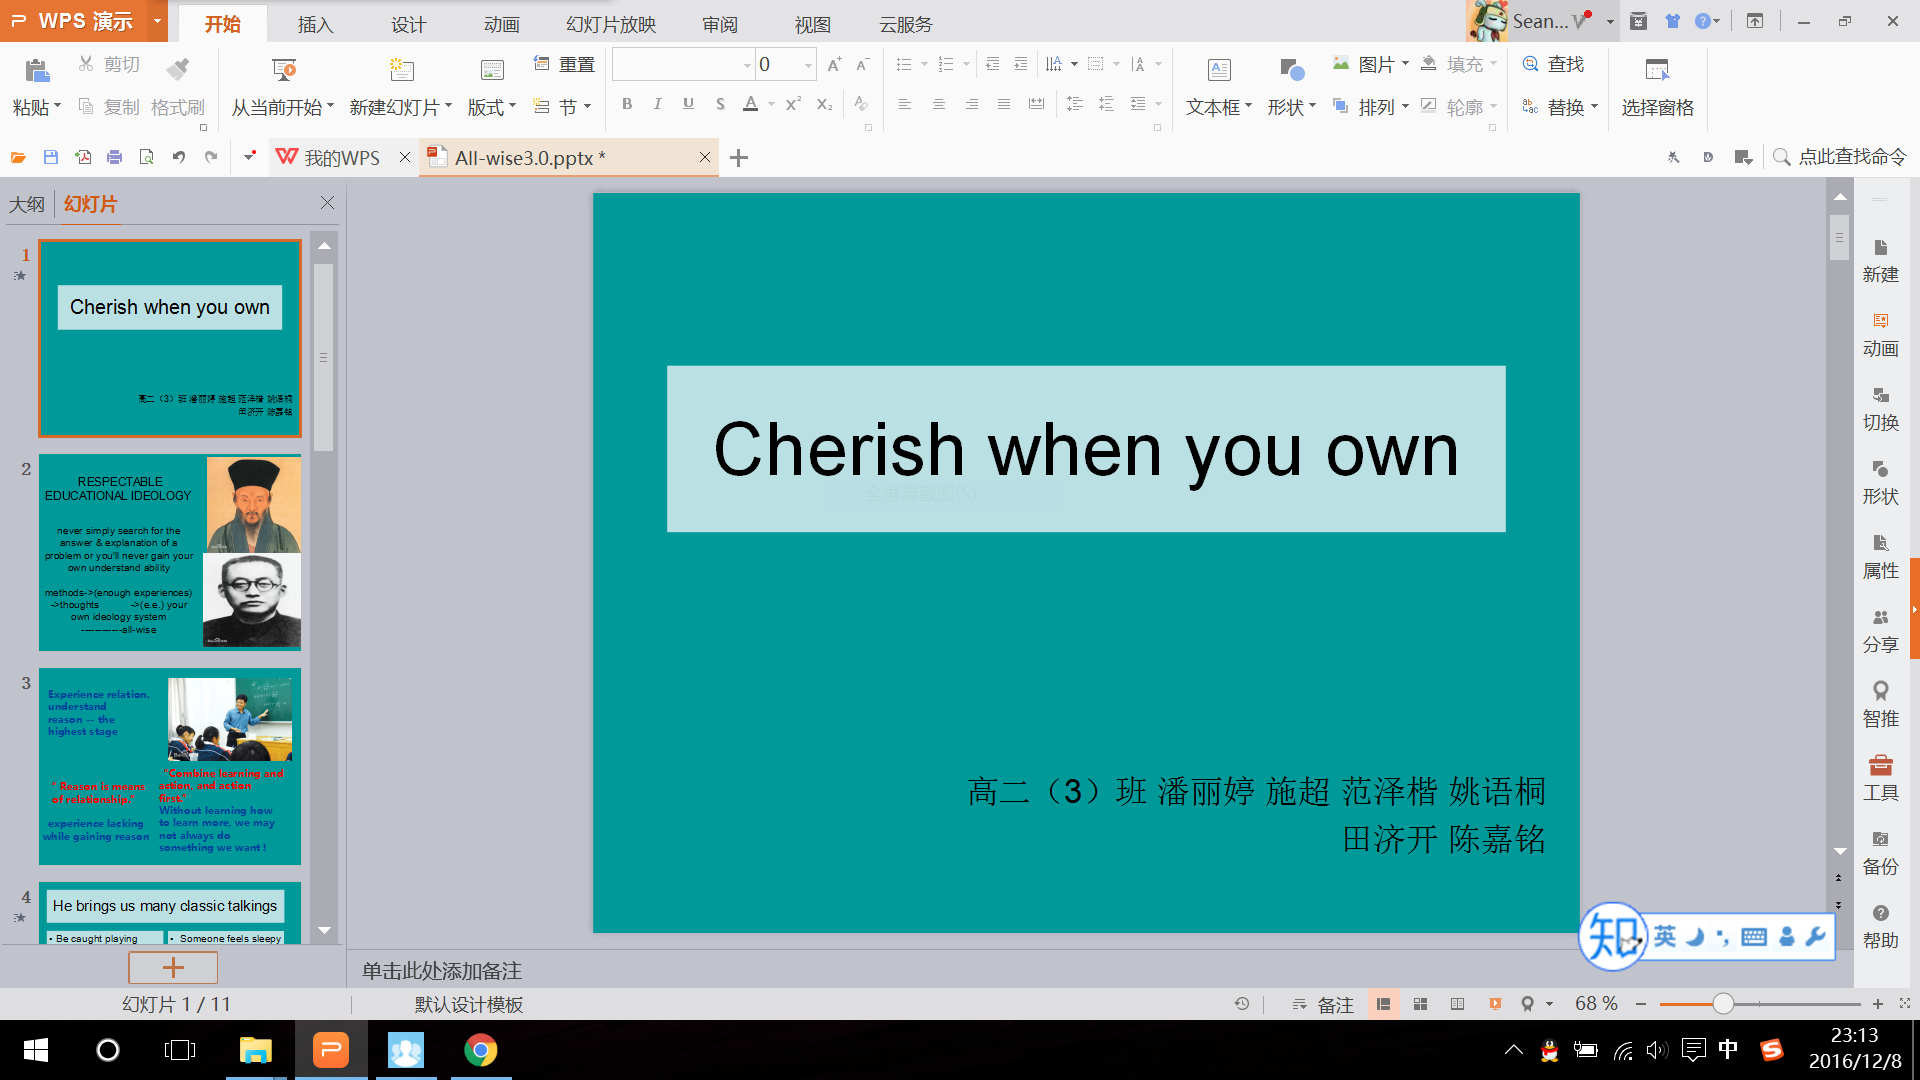 WPS 演示
开始
插入
设计
动画
幻灯片放映
审阅
视图
云服务
Sean...
粘贴
剪切
复制
格式刷
从当前开始
新建幻灯片
版式
重置
节
0
文本框
形状
图片
排列
填充
轮廓
查找
替换
选择窗格
我的WPS
All-wise3.0.pptx *
点此查找命令
大纲
幻灯片
1
Cherish when you own
高二（3）班 潘丽婷 施超 范泽楷 姚语桐
田济开 陈嘉铭
2
RESPECTABLE
EDUCATIONAL IDEOLOGY
never simply search for the
answer & explanation of a
problem or you'll never gain your
own understand ability
methods->(enough experiences)
->thoughts ->(e.e.) your
own ideology system
------------all-wise
3
Experience relation,
understand
reason -- the
highest stage
" Reason is means
of relationship."
experience lacking
while gaining reason
"Combine learning and
action, and action
first."
Without learning how
to learn more, we may
not always do
something we want !
4
He brings us many classic talkings
• Be caught playing
• Someone feels sleepy
Cherish when you own
全屏幕截图(S)
高二（3）班 潘丽婷 施超 范泽楷 姚语桐
田济开 陈嘉铭
新建
动画
切换
形状
属性
分享
智推
工具
备份
帮助
知
英
单击此处添加备注
幻灯片 1 / 11
默认设计模板
备注
68 %
中
23:13
2016/12/8